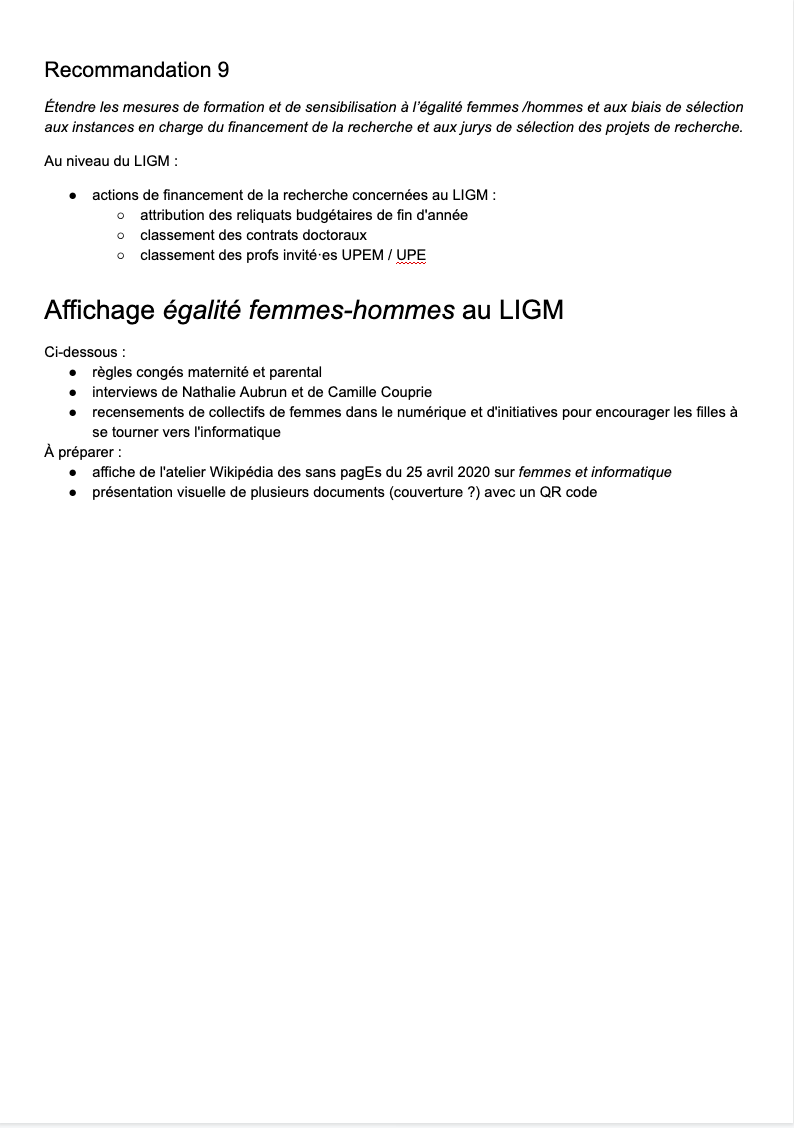 Recommandation 9
Étendre les mesures de formation et de sensibilisation à l'égalité femmes /hommes et aux biais de sélection
aux instances en charge du financement de la recherche et aux jurys de sélection des projets de recherche.
Au niveau du LIGM :
● actions de financement de la recherche concernées au LIGM :
○ attribution des reliquats budgétaires de fin d'année
○ classement des contrats doctoraux
○ classement des profs invité·es UPEM / UPE
Affichage égalité femmes-hommes au LIGM
Ci-dessous :
● règles congés maternité et parental
● interviews de Nathalie Aubrun et de Camille Couprie
● recensements de collectifs de femmes dans le numérique et d'initiatives pour encourager les filles à
se tourner vers l'informatique
À préparer :
● affiche de l'atelier Wikipédia des sans pagEs du 25 avril 2020 sur femmes et informatique
● présentation visuelle de plusieurs documents (couverture ?) avec un QR code